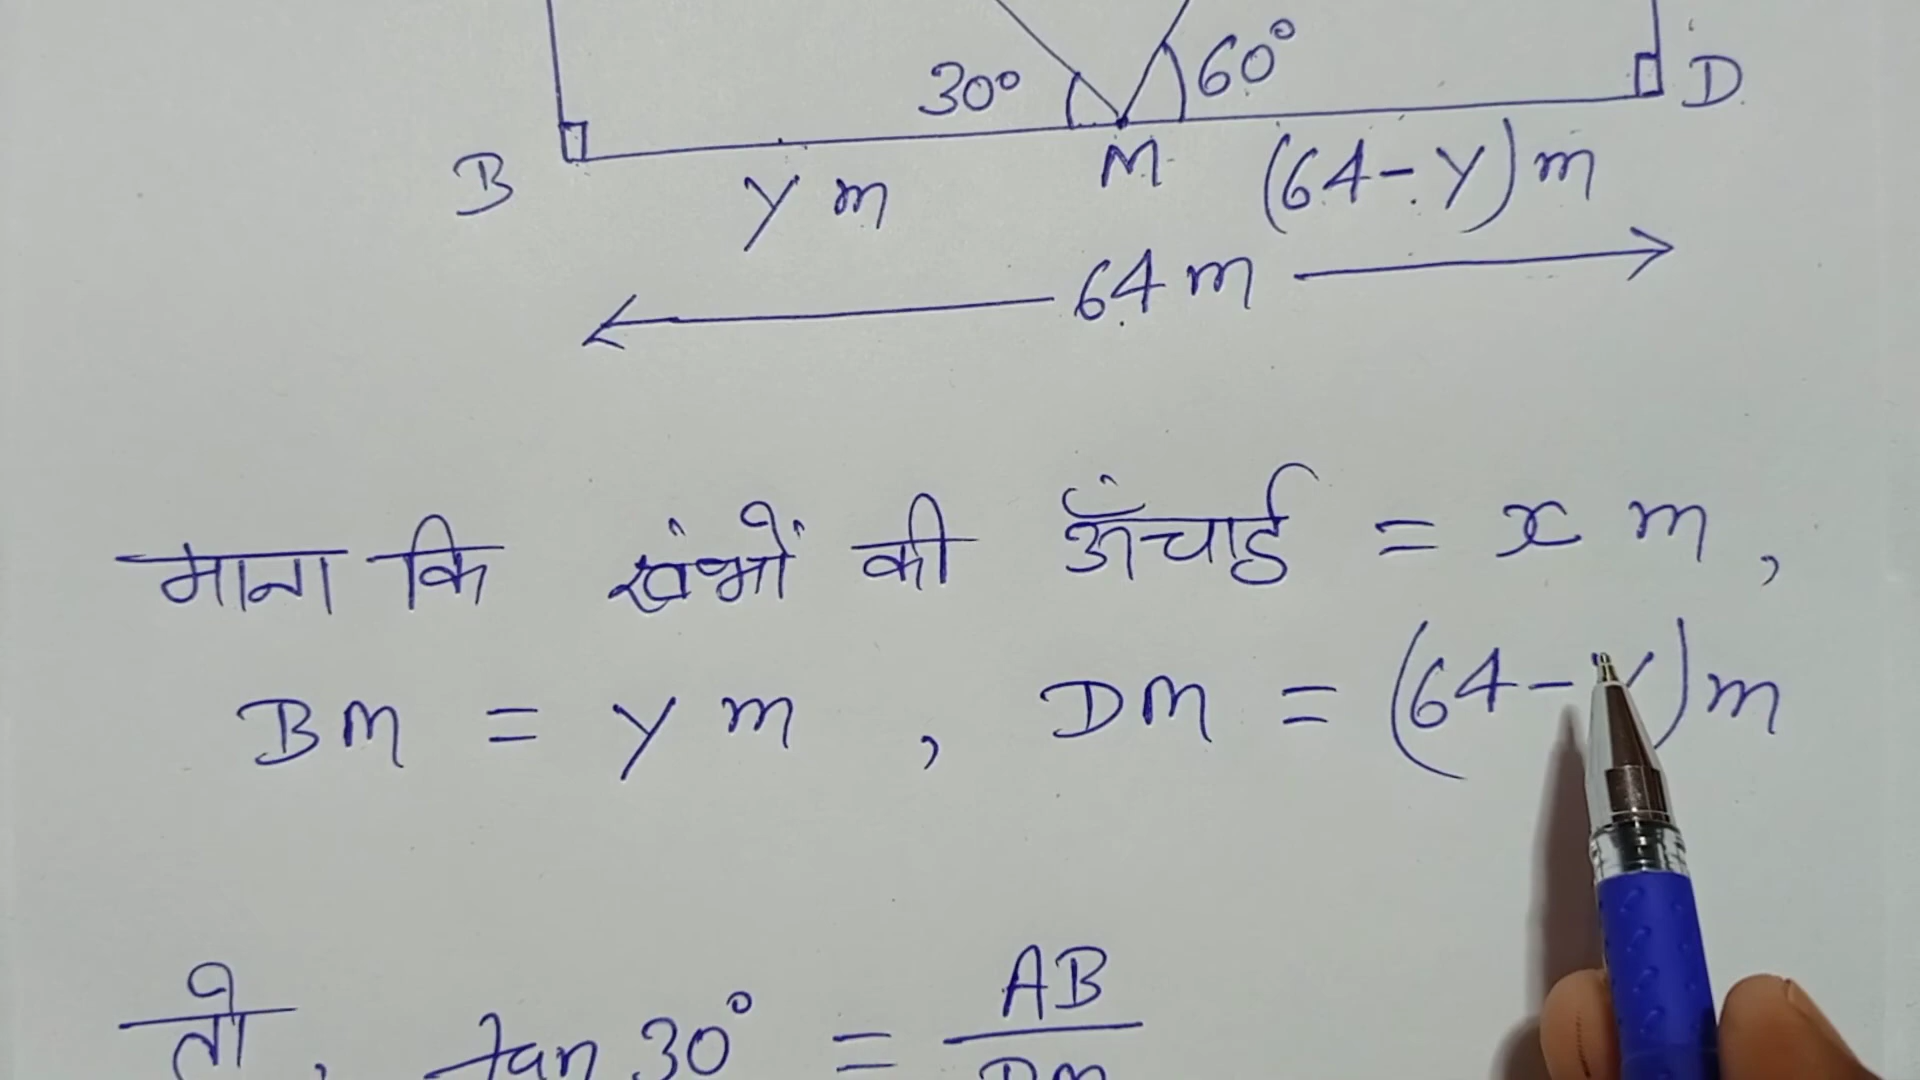 30° 60° D
B y m M (64-y) m
64 m
माना कि खंभों की ऊँचाई = x m ,
BM = y m , DM = (64-y) m
तो , tan 30° = AB